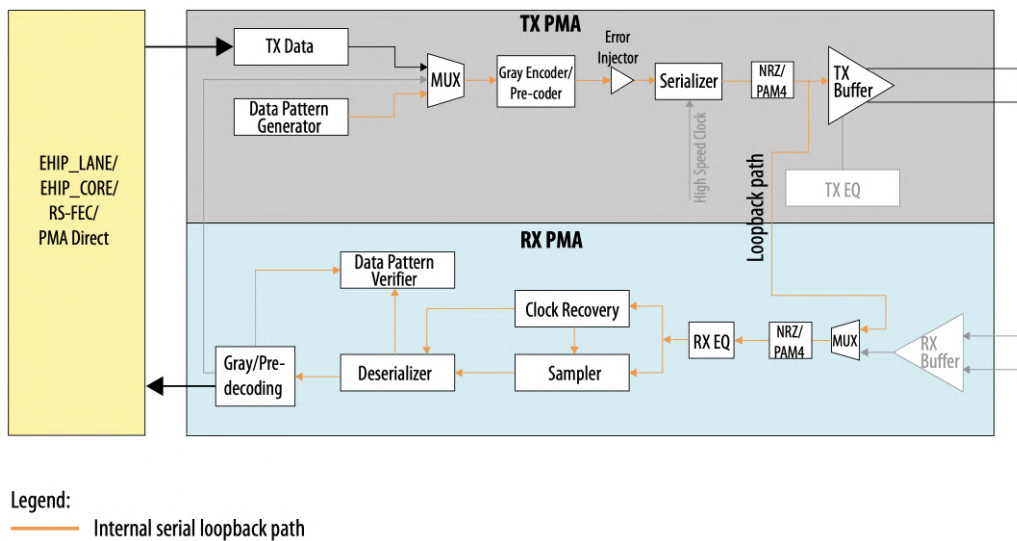 TX PMA
TX Data
MUX
Data Pattern
Generator
Gray Encoder/
Pre-coder
Error
Injector
Serializer
NRZ/
PAM4
TX
Buffer
High Speed Clock
Loopback path
TX EQ
EHIP_LANE/
EHIP_CORE/
RS-FEC/
PMA Direct
RX PMA
Data Pattern
Verifier
Clock Recovery
RX EQ
NRZ/
PAM4
MUX
RX
Buffer
Gray/Pre-
decoding
Deserializer
Sampler
Legend:
Internal serial loopback path